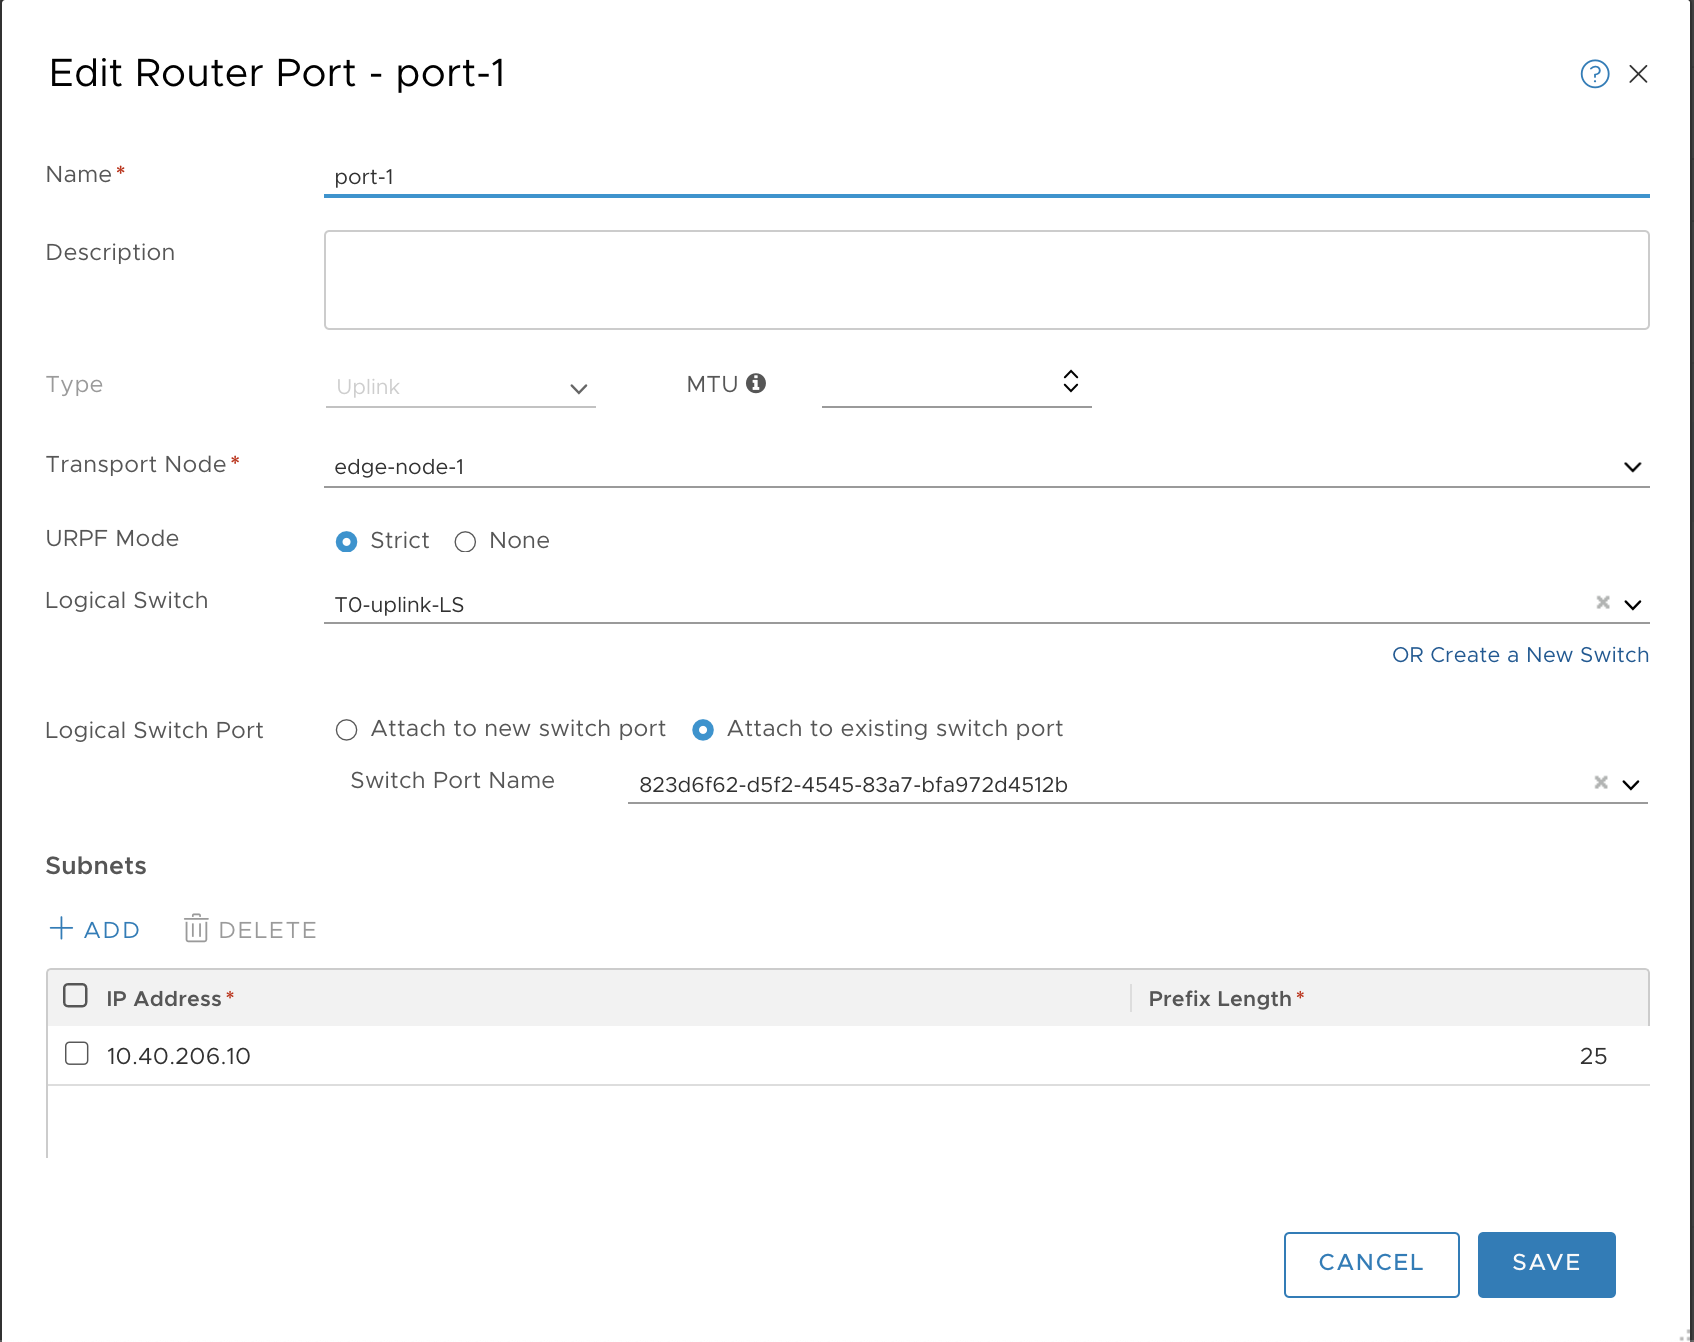 Edit Router Port - port-1
?
Name*
port-1
Description
Type
Uplink
MTU
Transport Node*
edge-node-1
URPF Mode
Strict
None
Logical Switch
T0-uplink-LS
OR Create a New Switch
Logical Switch Port
Attach to new switch port
Attach to existing switch port
Switch Port Name
823d6f62-d5f2-4545-83a7-bfa972d4512b
Subnets
ADD
DELETE
IP Address*
Prefix Length*
10.40.206.10
25
CANCEL
SAVE